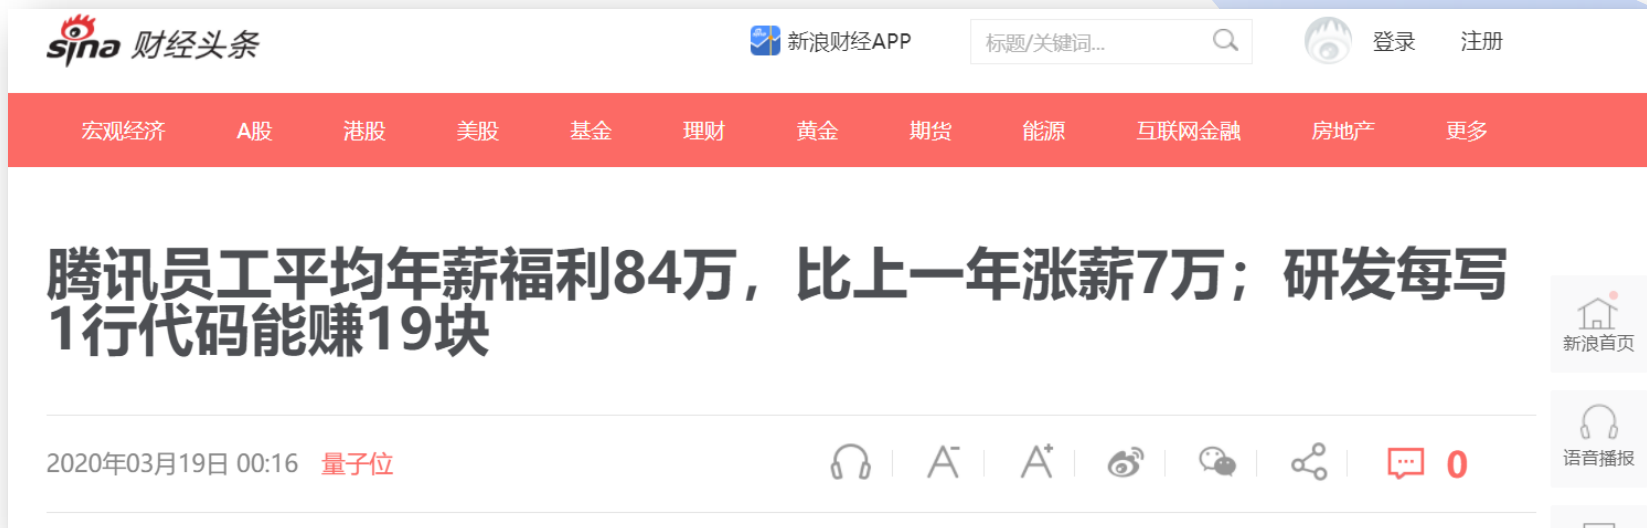 sina 财经头条
新浪财经APP
标题/关键词...
登录
注册
宏观经济 A股 港股 美股 基金 理财 黄金 期货 能源 互联网金融 房地产 更多
腾讯员工平均年薪福利84万，比上一年涨薪7万；研发每写
1行代码能赚19块
新浪首页
语音播报
2020年03月19日 00:16 量子位
A- A+ 0